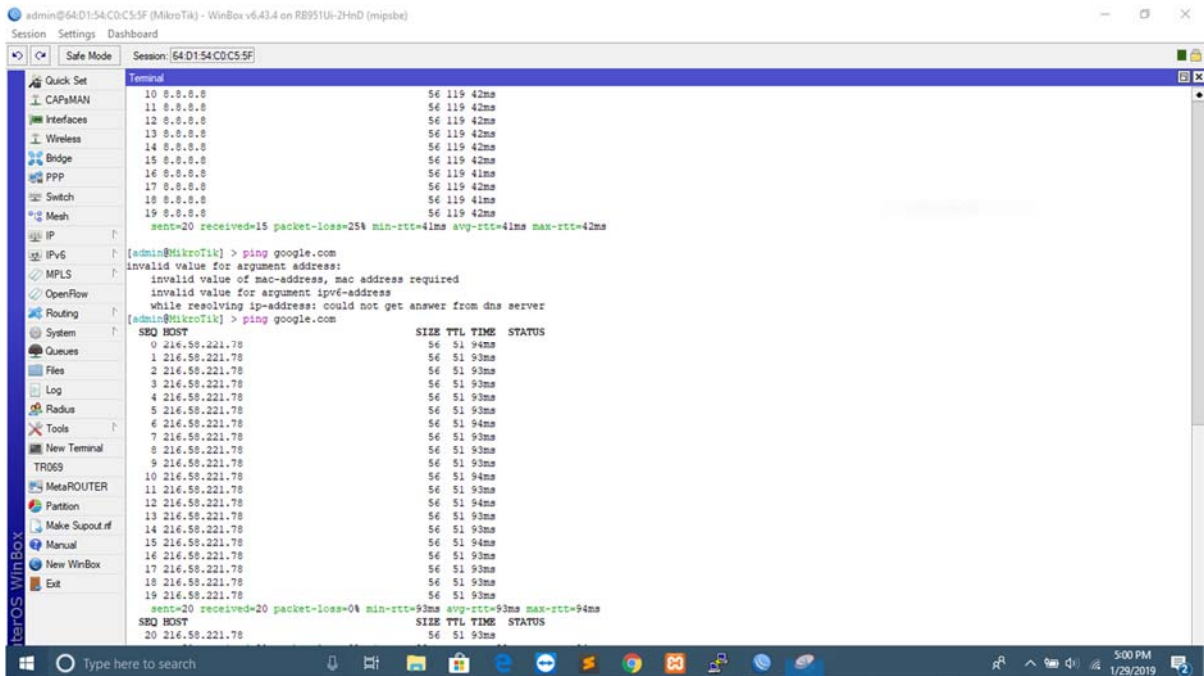 admin@64:D1:54:C0:C5:5F (MikroTik) - WinBox v6.43.4 on RB951Ui-2HnD (mipsbe)
Session Settings Dashboard
Safe Mode Session: 64:D1:54:C0:C5:5F
Quick Set
CAPsMAN
Interfaces
Wireless
Bridge
PPP
Switch
Mesh
IP
IPv6
MPLS
OpenFlow
Routing
System
Queues
Files
Log
Radius
Tools
New Terminal
TR069
MetaROUTER
Partition
Make Supout.rif
Manual
New WinBox
Exit
terOS WinBox
Terminal
10 8.8.8.8 56 119 42ms
11 8.8.8.8 56 119 42ms
12 8.8.8.8 56 119 42ms
13 8.8.8.8 56 119 42ms
14 8.8.8.8 56 119 42ms
15 8.8.8.8 56 119 42ms
16 8.8.8.8 56 119 41ms
17 8.8.8.8 56 119 42ms
18 8.8.8.8 56 119 41ms
19 8.8.8.8 56 119 42ms
sent=20 received=15 packet-loss=25% min-rtt=41ms avg-rtt=41ms max-rtt=42ms
[admin@MikroTik] > ping google.com
invalid value for argument address:
invalid value of mac-address, mac address required
invalid value for argument ipv6-address
while resolving ip-address: could not get answer from dns server
[admin@MikroTik] > ping google.com
SEQ HOST SIZE TTL TIME STATUS
0 216.58.221.78 56 51 94ms
1 216.58.221.78 56 51 93ms
2 216.58.221.78 56 51 93ms
3 216.58.221.78 56 51 93ms
4 216.58.221.78 56 51 93ms
5 216.58.221.78 56 51 93ms
6 216.58.221.78 56 51 94ms
7 216.58.221.78 56 51 93ms
8 216.58.221.78 56 51 93ms
9 216.58.221.78 56 51 93ms
10 216.58.221.78 56 51 94ms
11 216.58.221.78 56 51 93ms
12 216.58.221.78 56 51 94ms
13 216.58.221.78 56 51 93ms
14 216.58.221.78 56 51 93ms
15 216.58.221.78 56 51 94ms
16 216.58.221.78 56 51 93ms
17 216.58.221.78 56 51 93ms
18 216.58.221.78 56 51 93ms
19 216.58.221.78 56 51 93ms
sent=20 received=20 packet-loss=0% min-rtt=93ms avg-rtt=93ms max-rtt=94ms
SEQ HOST SIZE TTL TIME STATUS
20 216.58.221.78 56 51 93ms
Type here to search
5:00 PM
1/29/2019